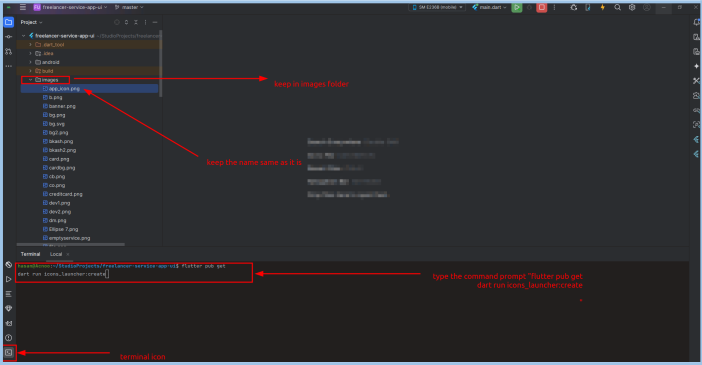 PU freelancer-service-app-ui master
SM E236B (mobile) main.dart
Project
freelancer-service-app-ui ~/StudioProjects/freelancer
.dart_tool
.idea
android
build
images
app_icon.png
b.png
banner.png
bg.png
bg.svg
bg2.png
bkash.png
bkash2.png
card.png
cardbg.png
cb.png
co.png
creditcard.png
dev1.png
dev2.png
dm.png
Ellipse 7.png
emptyservice.png
keep in images folder
keep the name same as it is
Terminal Local
:~/StudioProjects/freelancer-service-app-ui$ flutter pub get
dart run icons_launcher:create
type the command prompt "flutter pub get
dart run icons_launcher:create
"
terminal icon